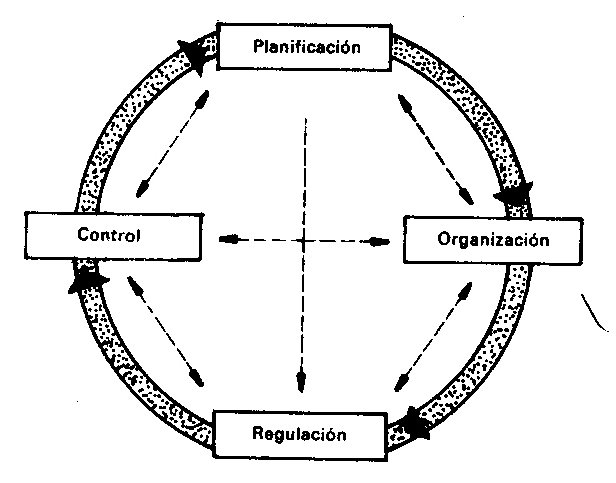 Planificación
Control
Organización
Regulación